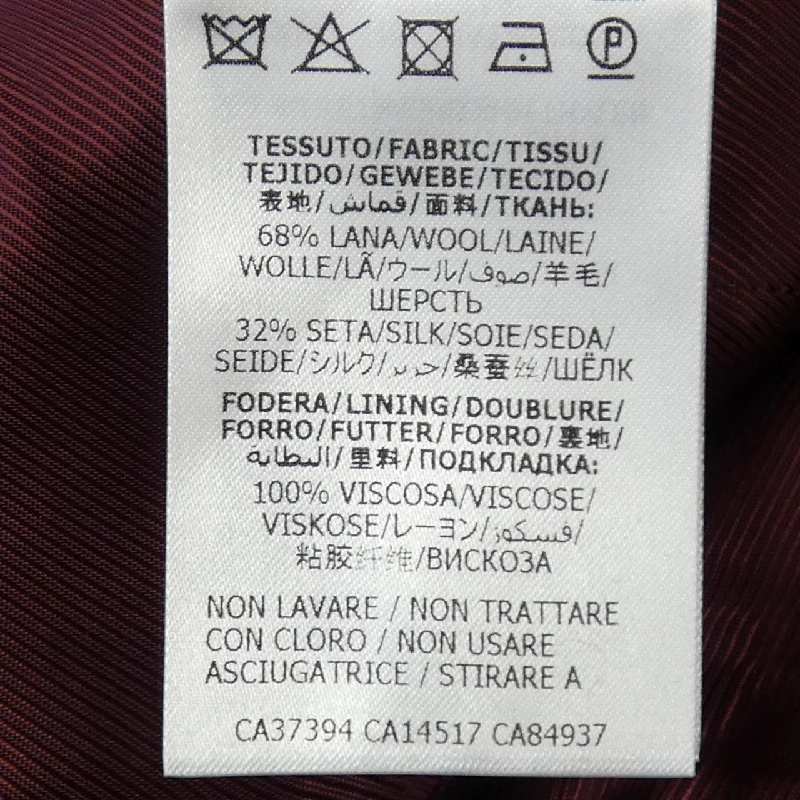 TESSUTO/FABRIC/TISSU/
TEJIDO/GEWEBE/TECIDO/
表地/قماش/面料/ТКАНЬ:
68% LANA/WOOL/LAINE/
WOLLE/LÃ/ウール/صوف/羊毛/
ШЕРСТЬ
32% SETA/SILK/SOIE/SEDA/
SEIDE/シルク/حرير/桑蚕丝/ШЁЛК
FODERA/LINING/DOUBLURE/
FORRO/FUTTER/FORRO/裏地/
البطانة/里料/ПОДКЛАДКА:
100% VISCOSA/VISCOSE/
VISKOSE/レーヨン/فسكوز/
粘胶纤维/ВИСКОЗА
NON LAVARE / NON TRATTARE
CON CLORO / NON USARE
ASCIUGATRICE / STIRARE A
CA37394 CA14517 CA84937